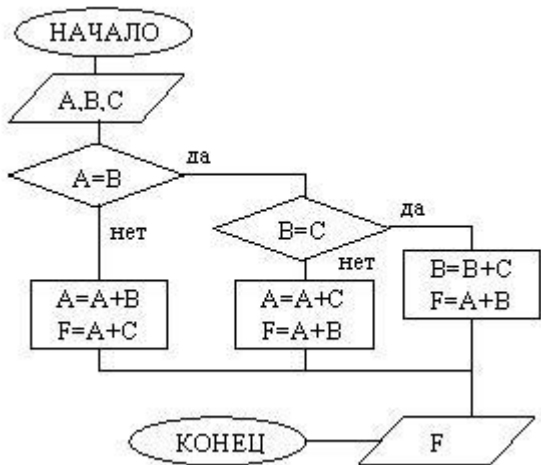 НАЧАЛО
A,B,C
A=B
да
нет
B=C
да
нет
A=A+B
F=A+C
A=A+C
F=A+B
B=B+C
F=A+B
КОНЕЦ
F